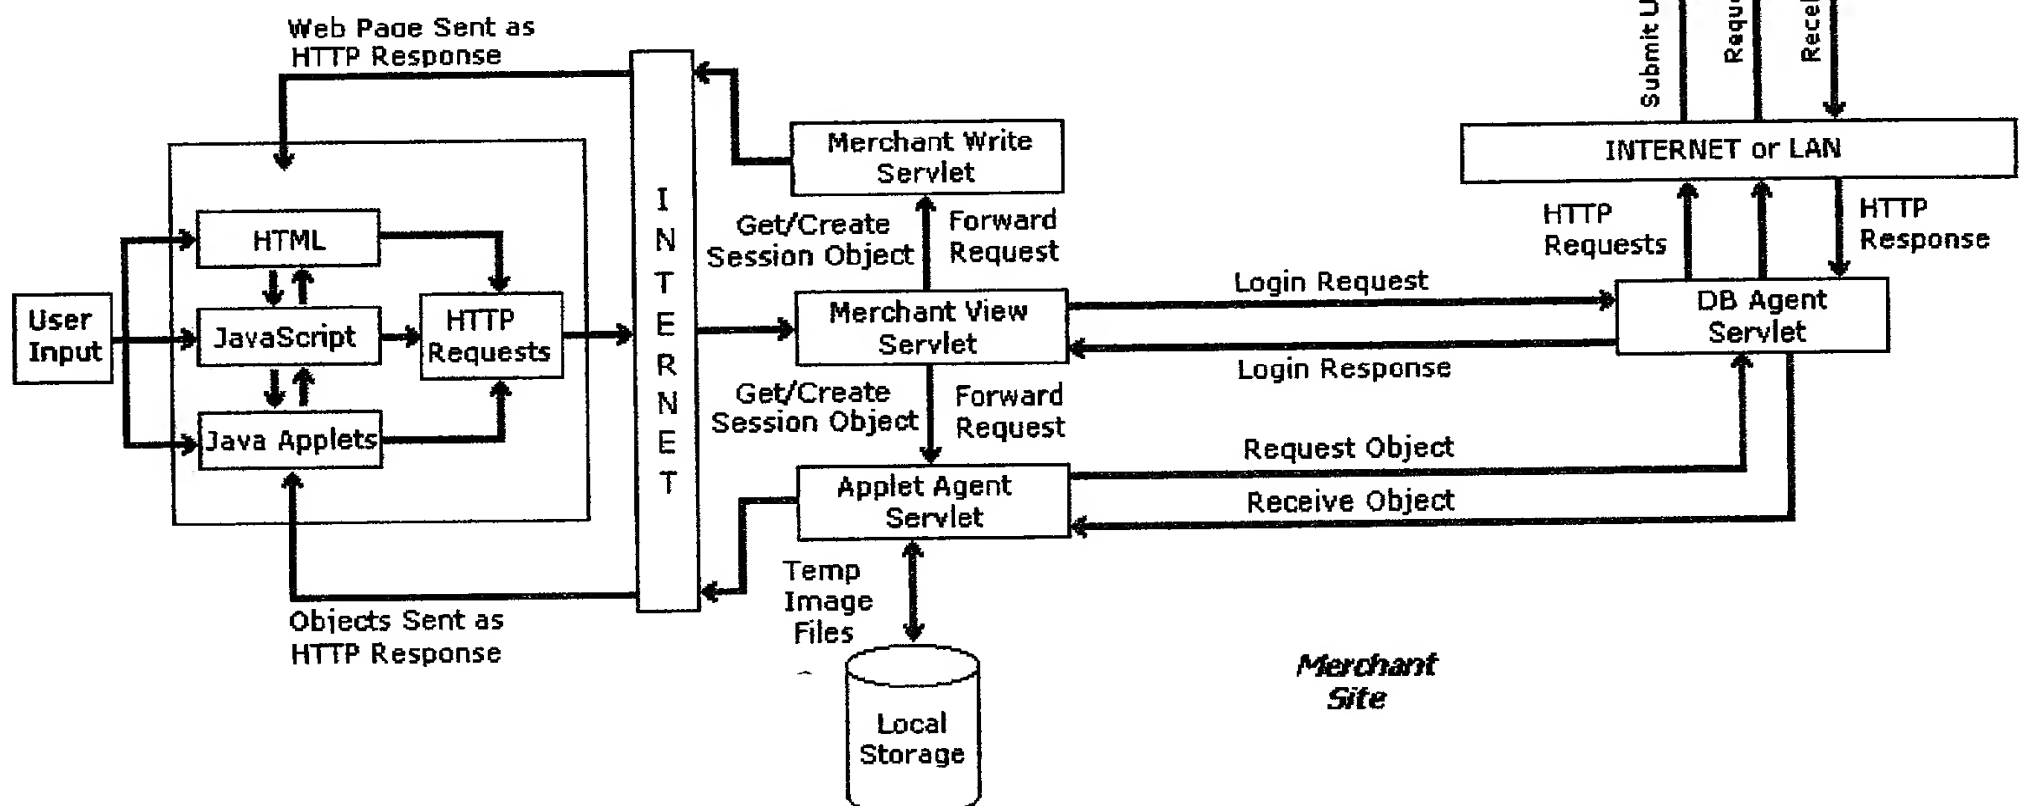 Web Page Sent as
HTTP Response
Submit
INTERNET or LAN
Merchant Write
Servlet
HTTP
Requests
HTTP
Response
Get/Create
Session Object
Forward
Request
HTML
User
Input
JavaScript
HTTP
Requests
Java Applets
I
N
T
E
R
N
E
T
Merchant View
Servlet
Login Request
Login Response
DB Agent
Servlet
Get/Create
Session Object
Forward
Request
Request Object
Receive Object
Applet Agent
Servlet
Objects Sent as
HTTP Response
Temp
Image
Files
Local
Storage
Merchant
Site